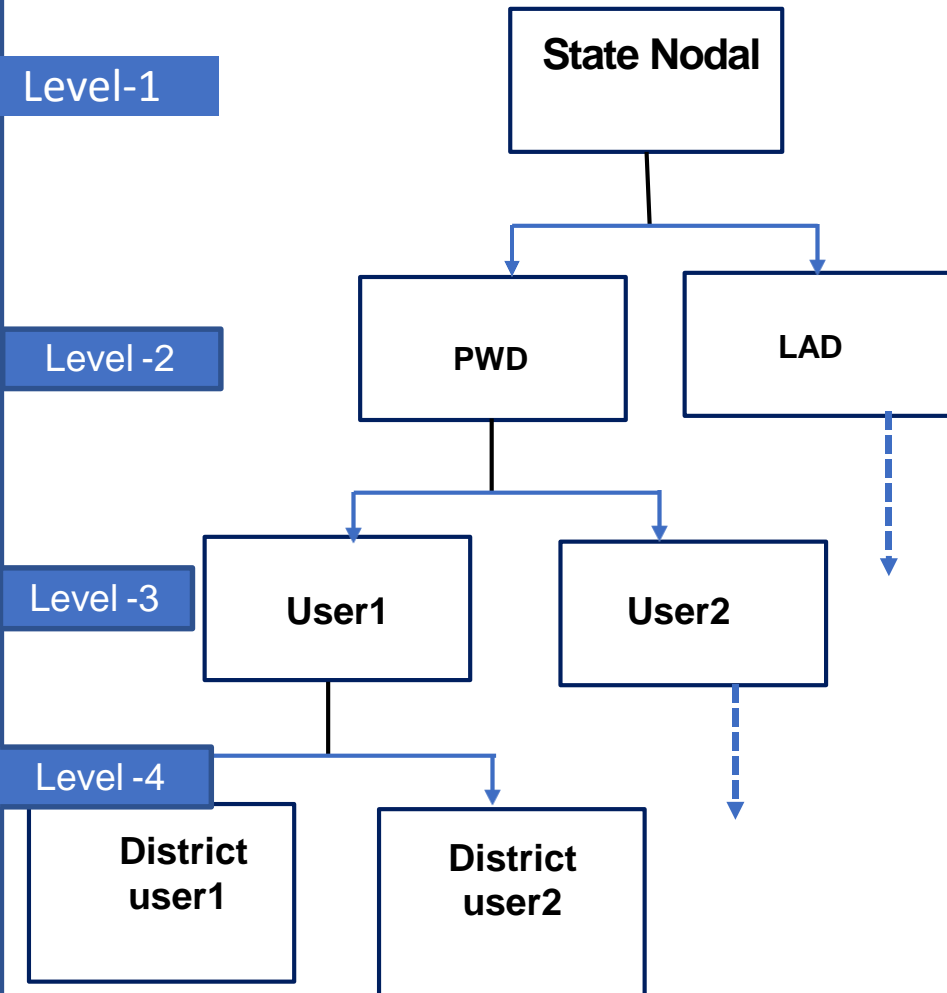 State Nodal
Level-1
Level -2
PWD
LAD
Level -3
User1
User2
Level -4
District
user1
District
user2